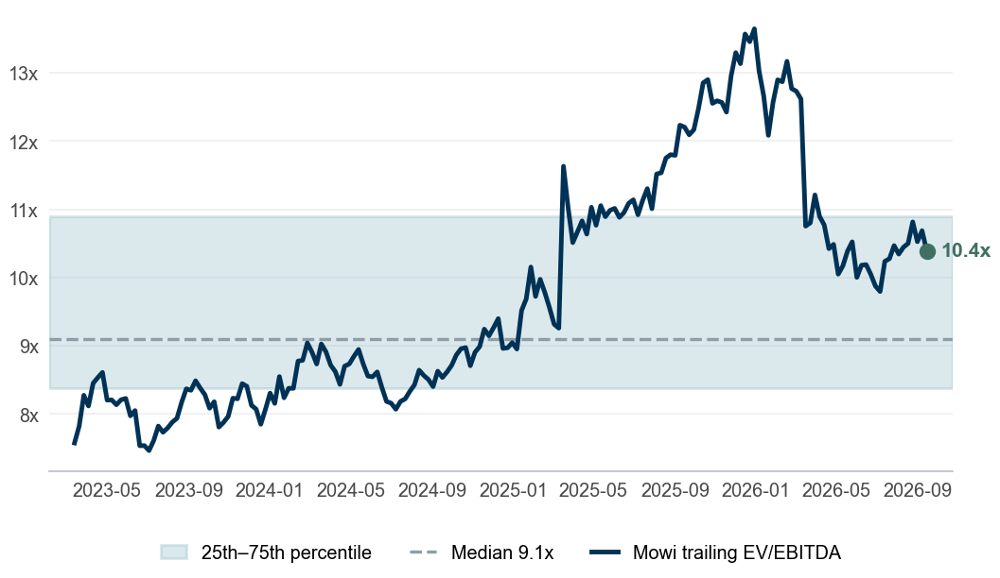 13x
12x
11x
10x
9x
8x
10.4x
2023-05 2023-09 2024-01 2024-05 2024-09 2025-01 2025-05 2025-09 2026-01 2026-05 2026-09
25th–75th percentile Median 9.1x Mowi trailing EV/EBITDA